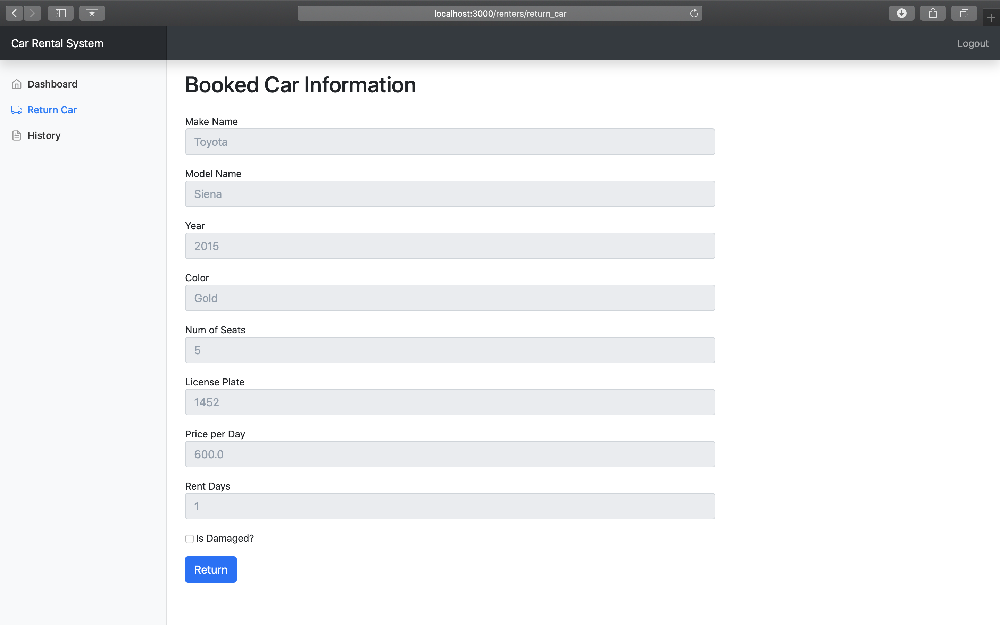 localhost:3000/renters/return_car
Car Rental System
Logout
Dashboard
Return Car
History
Booked Car Information
Make Name
Toyota
Model Name
Siena
Year
2015
Color
Gold
Num of Seats
5
License Plate
1452
Price per Day
600.0
Rent Days
1
Is Damaged?
Return